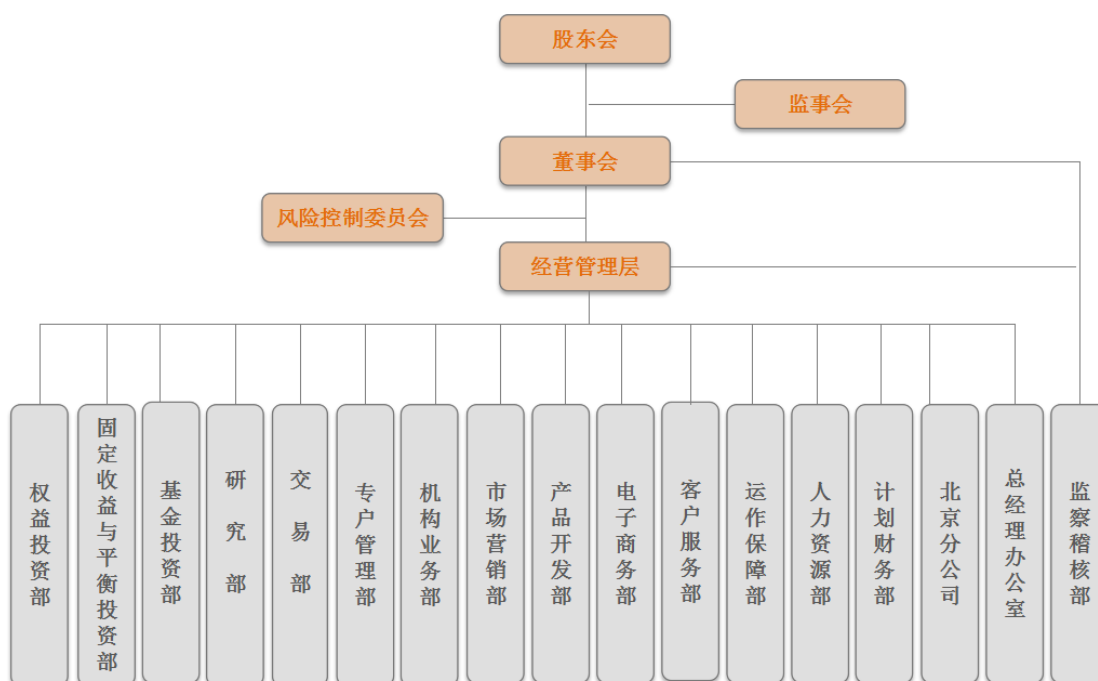 股东会
监事会
董事会
风险控制委员会
经营管理层
权益投资部
固定收益与平衡投资部
基金投资部
研究部
交易部
专户管理部
机构业务部
市场营销部
产品开发部
电子商务部
客户服务部
运作保障部
人力资源部
计划财务部
北京分公司
总经理办公室
监察稽核部